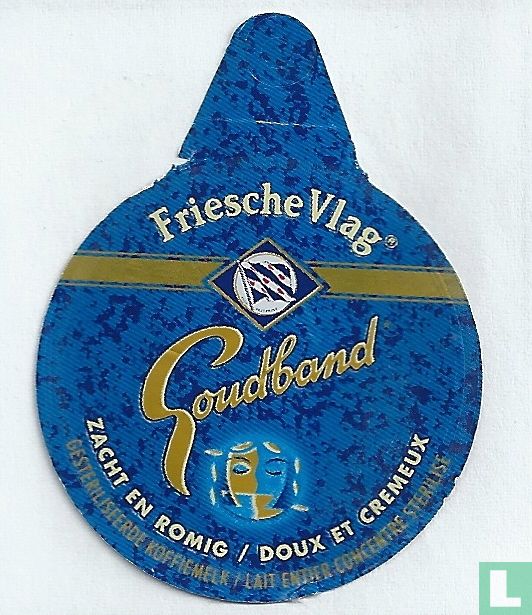 Friesche Vlag®
Goudband
ZACHT EN ROMIG / DOUX ET CREMEUX
GESTERILISEERDE KOFFIEMELK / LAIT ENTIER CONCENTRE STERILISE
L